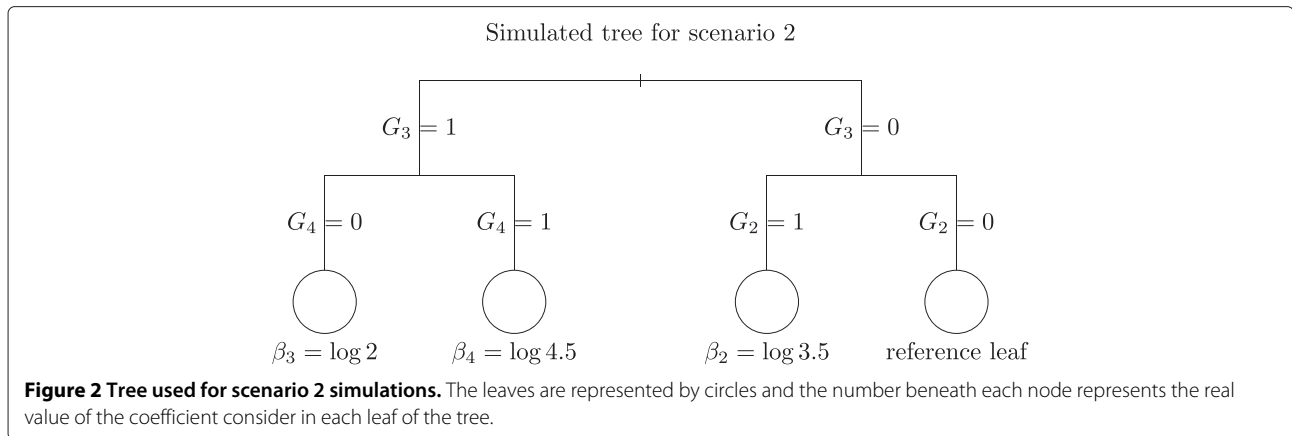 Simulated tree for scenario 2
G₃ = 1
G₃ = 0
G₄ = 0
G₄ = 1
G₂ = 1
G₂ = 0
β₃ = log 2
β₄ = log 4.5
β₂ = log 3.5
reference leaf
Figure 2 Tree used for scenario 2 simulations. The leaves are represented by circles and the number beneath each node represents the real
value of the coefficient consider in each leaf of the tree.